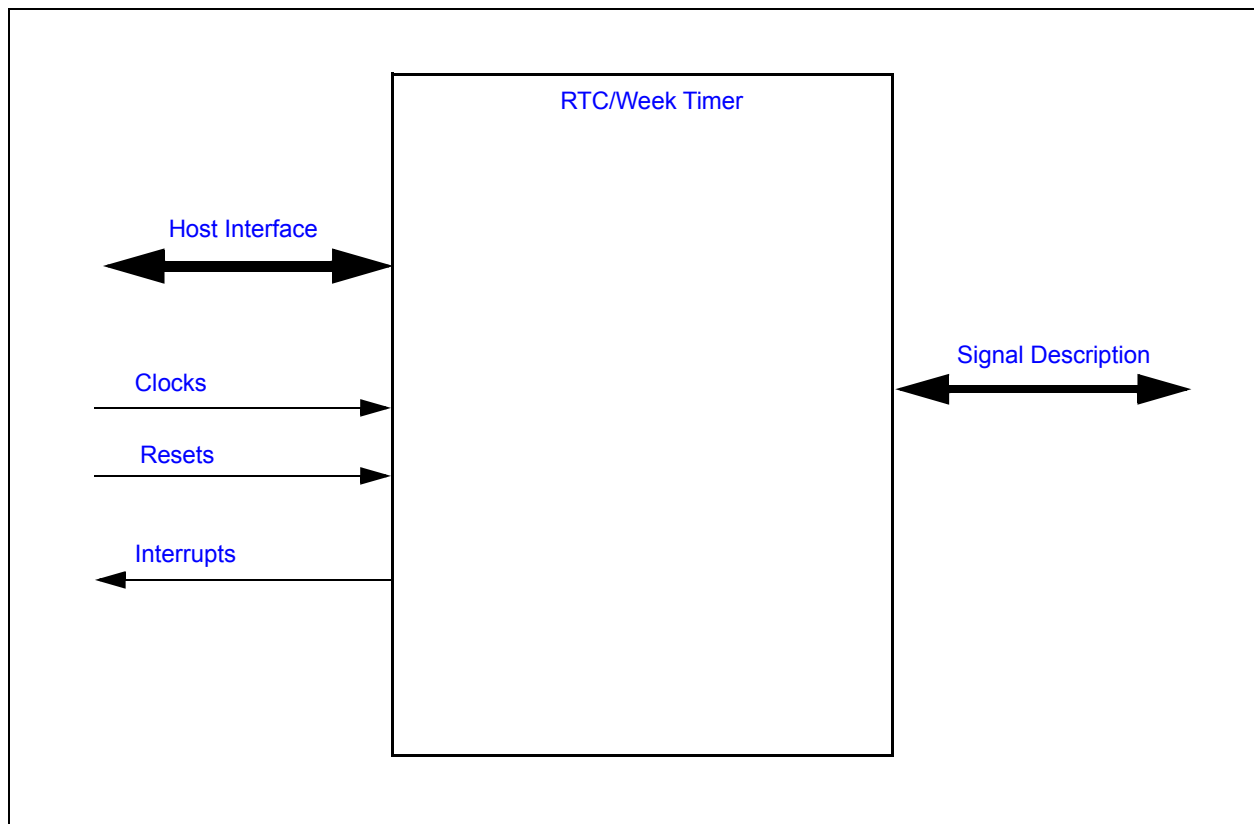 RTC/Week Timer
Host Interface
Signal Description
Clocks
Resets
Interrupts